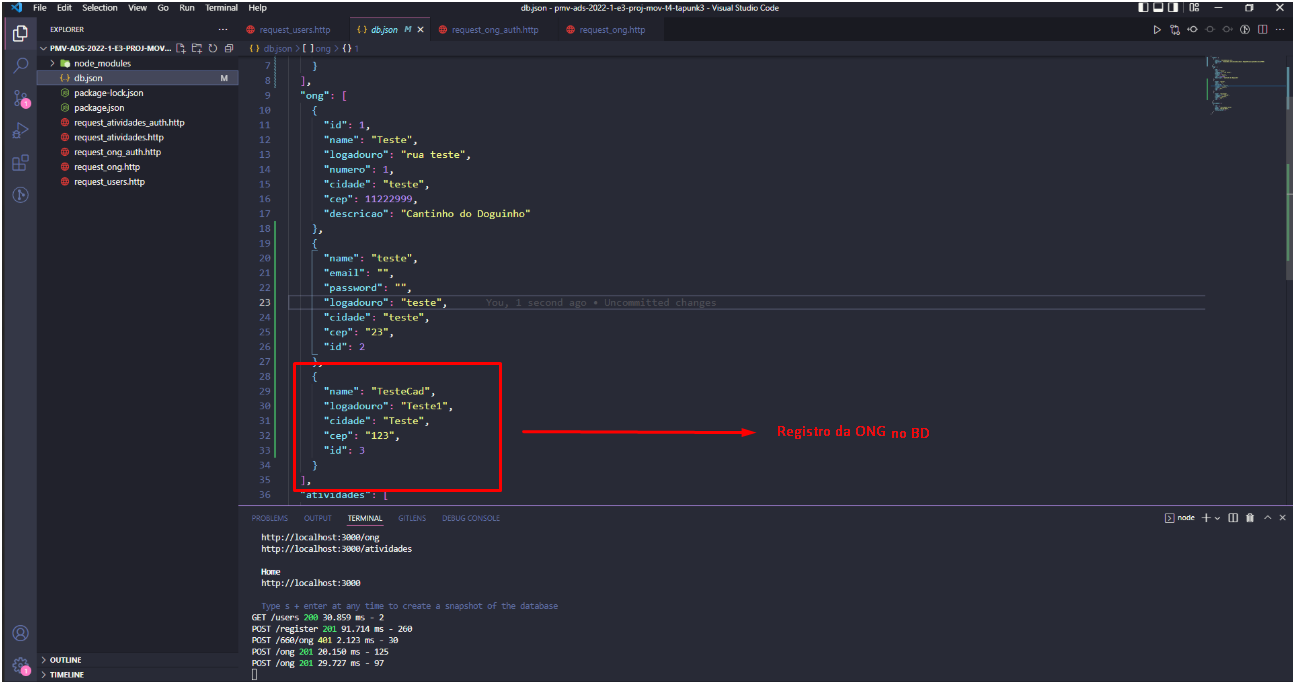 File Edit Selection View Go Run Terminal Help
db.json - pmv-ads-2022-1-e3-proj-mov-t4-tapunk3 - Visual Studio Code
EXPLORER
PMV-ADS-2022-1-E3-PROJ-MOV...
node_modules
db.json M
package-lock.json
package.json
request_atividades_auth.http
request_atividades.http
request_ong_auth.http
request_ong.http
request_users.http
OUTLINE
TIMELINE
1
1
request_users.http
db.json M
request_ong_auth.http
request_ong.http
db.json > [ ] ong > {} 1
7 }
8 ],
9 "ong": [
10 {
11 "id": 1,
12 "name": "Teste",
13 "logadouro": "rua teste",
14 "numero": 1,
15 "cidade": "teste",
16 "cep": 11222999,
17 "descricao": "Cantinho do Doguinho"
18 },
19 {
20 "name": "teste",
21 "email": "",
22 "password": "",
23 "logadouro": "teste", You, 1 second ago • Uncommitted changes
24 "cidade": "teste",
25 "cep": "23",
26 "id": 2
27 },
28 {
29 "name": "TesteCad",
30 "logadouro": "Teste1",
31 "cidade": "Teste",
32 "cep": "123",
33 "id": 3
34 }
35 ],
36 "atividades": [
Registro da ONG no BD
PROBLEMS OUTPUT TERMINAL GITLENS DEBUG CONSOLE
node
http://localhost:3000/ong
http://localhost:3000/atividades
Home
http://localhost:3000
Type s + enter at any time to create a snapshot of the database
GET /users 200 30.859 ms - 2
POST /register 201 91.714 ms - 260
POST /660/ong 401 2.123 ms - 30
POST /ong 201 20.150 ms - 125
POST /ong 201 29.727 ms - 97